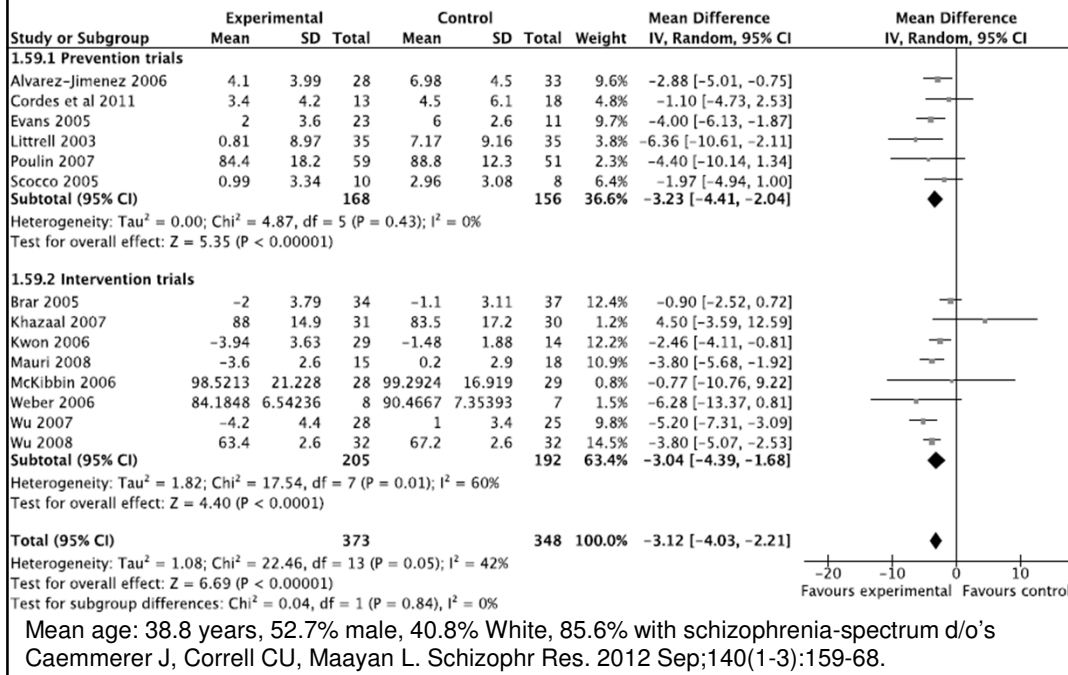 Experimental Control Mean Difference Mean Difference
Study or Subgroup Mean SD Total Mean SD Total Weight IV, Random, 95% CI IV, Random, 95% CI
1.59.1 Prevention trials
Alvarez-Jimenez 2006 4.1 3.99 28 6.98 4.5 33 9.6% -2.88 [-5.01, -0.75]
Cordes et al 2011 3.4 4.2 13 4.5 6.1 18 4.8% -1.10 [-4.73, 2.53]
Evans 2005 2 3.6 23 6 2.6 11 9.7% -4.00 [-6.13, -1.87]
Littrell 2003 0.81 8.97 35 7.17 9.16 35 3.8% -6.36 [-10.61, -2.11]
Poulin 2007 84.4 18.2 59 88.8 12.3 51 2.3% -4.40 [-10.14, 1.34]
Scocco 2005 0.99 3.34 10 2.96 3.08 8 6.4% -1.97 [-4.94, 1.00]
Subtotal (95% CI) 168 156 36.6% -3.23 [-4.41, -2.04]
Heterogeneity: Tau² = 0.00; Chi² = 4.87, df = 5 (P = 0.43); I² = 0%
Test for overall effect: Z = 5.35 (P < 0.00001)
1.59.2 Intervention trials
Brar 2005 -2 3.79 34 -1.1 3.11 37 12.4% -0.90 [-2.52, 0.72]
Khazaal 2007 88 14.9 31 83.5 17.2 30 1.2% 4.50 [-3.59, 12.59]
Kwon 2006 -3.94 3.63 29 -1.48 1.88 14 12.2% -2.46 [-4.11, -0.81]
Mauri 2008 -3.6 2.6 15 0.2 2.9 18 10.9% -3.80 [-5.68, -1.92]
McKibbin 2006 98.5213 21.228 28 99.2924 16.919 29 0.8% -0.77 [-10.76, 9.22]
Weber 2006 84.1848 6.54236 8 90.4667 7.35393 7 1.5% -6.28 [-13.37, 0.81]
Wu 2007 -4.2 4.4 28 1 3.4 25 9.8% -5.20 [-7.31, -3.09]
Wu 2008 63.4 2.6 32 67.2 2.6 32 14.5% -3.80 [-5.07, -2.53]
Subtotal (95% CI) 205 192 63.4% -3.04 [-4.39, -1.68]
Heterogeneity: Tau² = 1.82; Chi² = 17.54, df = 7 (P = 0.01); I² = 60%
Test for overall effect: Z = 4.40 (P < 0.0001)
Total (95% CI) 373 348 100.0% -3.12 [-4.03, -2.21]
Heterogeneity: Tau² = 1.08; Chi² = 22.46, df = 13 (P = 0.05); I² = 42%
Test for overall effect: Z = 6.69 (P < 0.00001)
Test for subgroup differences: Chi² = 0.04, df = 1 (P = 0.84), I² = 0%
-20 -10 0 10
Favours experimental Favours control
Mean age: 38.8 years, 52.7% male, 40.8% White, 85.6% with schizophrenia-spectrum d/o's
Caemmerer J, Correll CU, Maayan L. Schizophr Res. 2012 Sep;140(1-3):159-68.